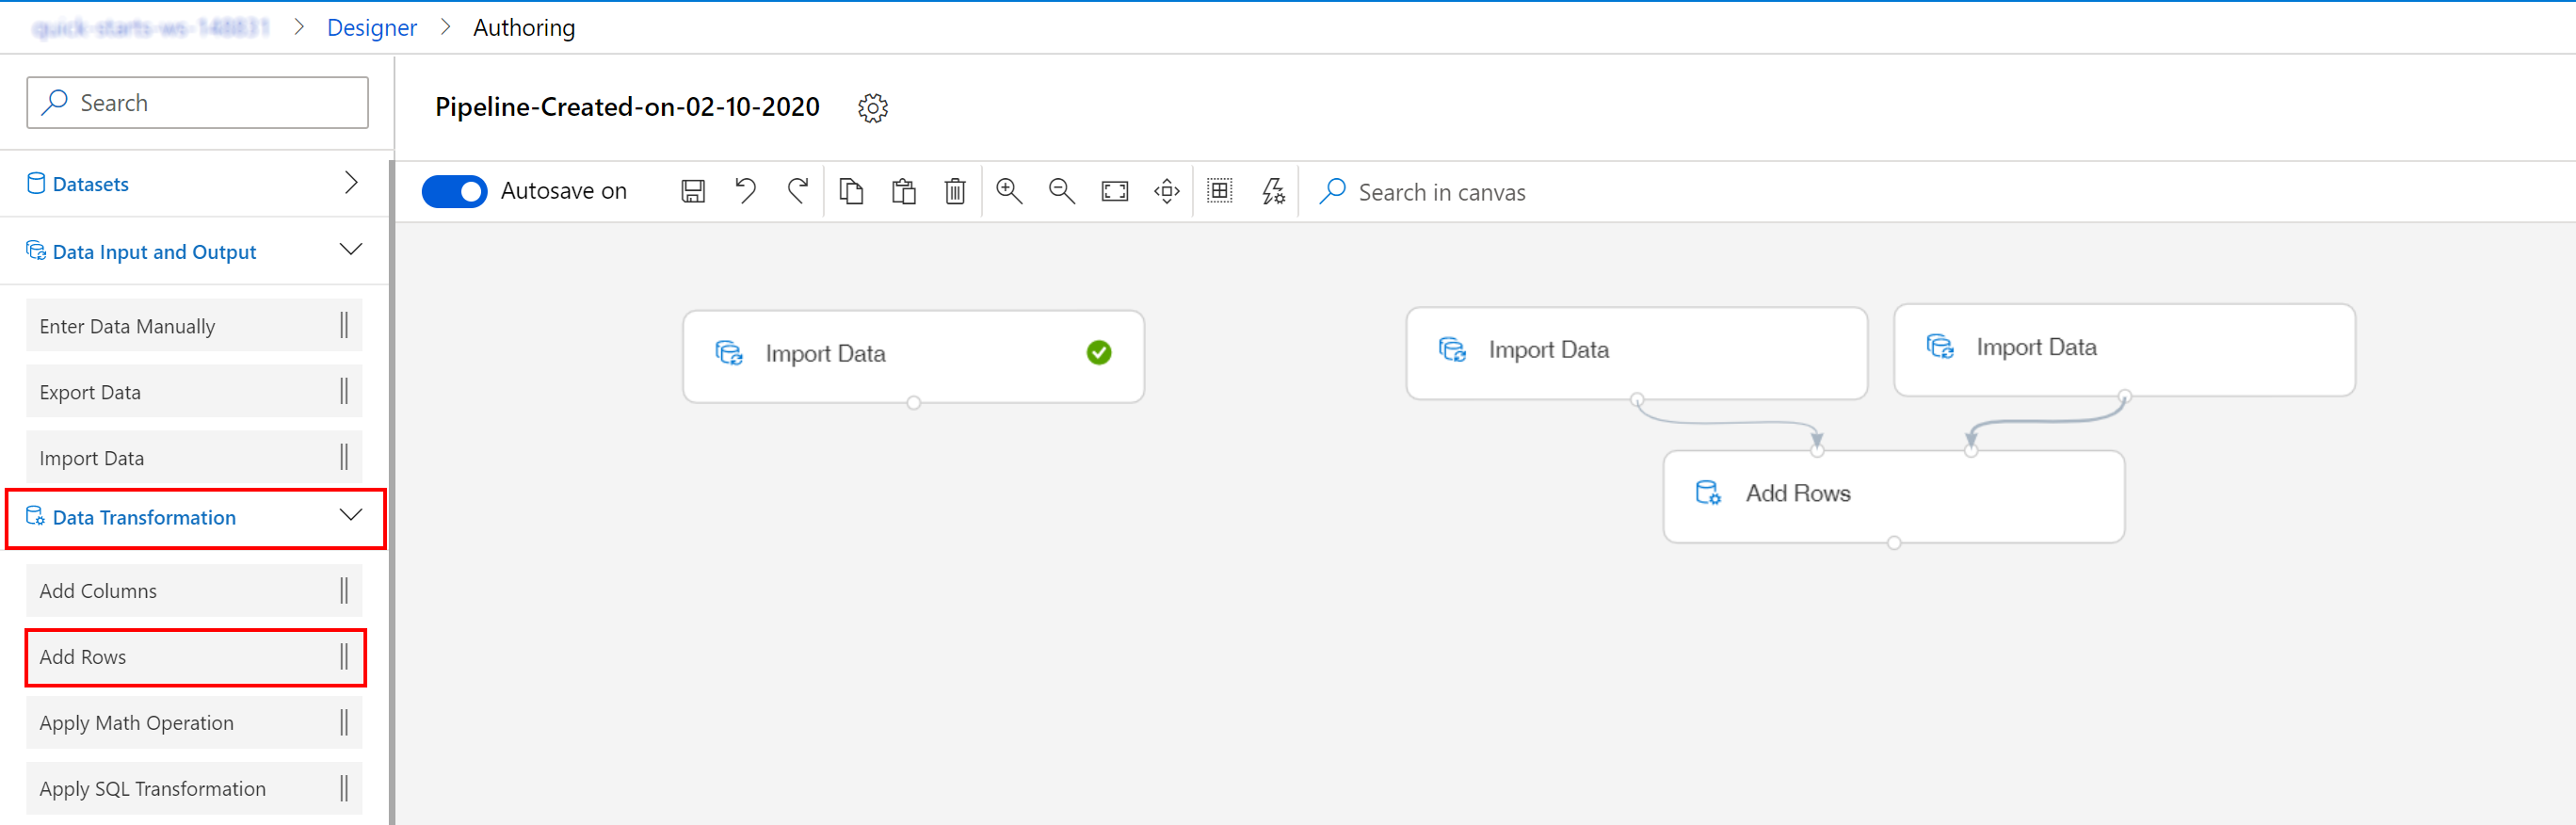 Designer > Authoring
Search
Pipeline-Created-on-02-10-2020
Datasets
Autosave on
Search in canvas
Data Input and Output
Enter Data Manually
Export Data
Import Data
Data Transformation
Add Columns
Add Rows
Apply Math Operation
Apply SQL Transformation
Import Data
Import Data
Import Data
Add Rows